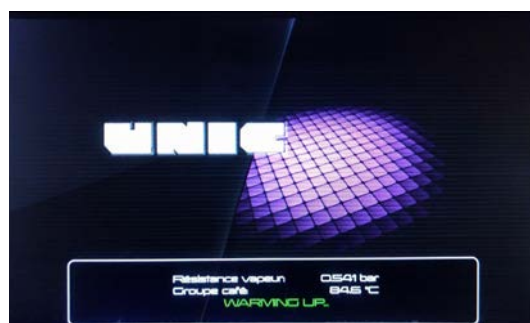 UNIC
Résistance vapeur 0.541 bar
Groupe café 84.6 °C
WARMING UP...